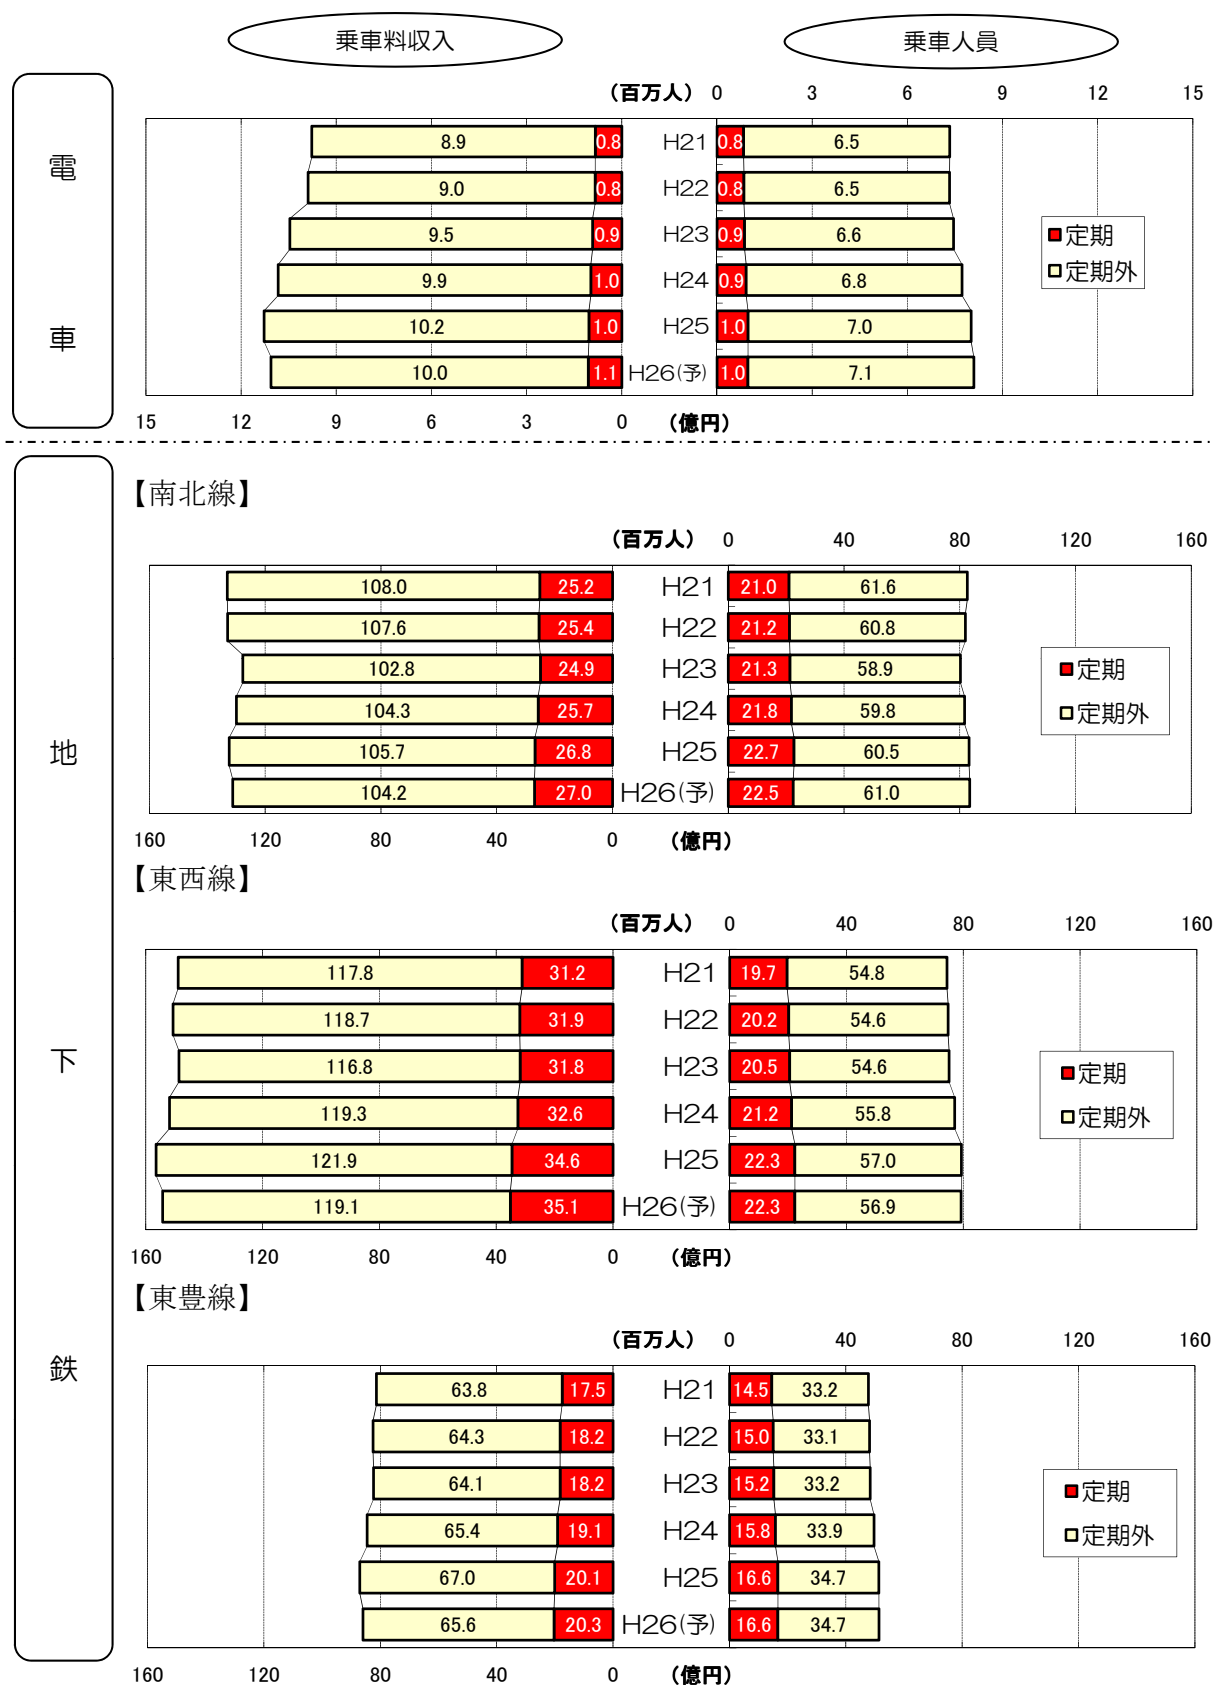 乗車料収入 乗車人員
電車
(百万人) 0 3 6 9 12 15
8.9 0.8 H21 0.8 6.5
9.0 0.8 H22 0.8 6.5
9.5 0.9 H23 0.9 6.6
9.9 1.0 H24 0.9 6.8
10.2 1.0 H25 1.0 7.0
10.0 1.1 H26(予) 1.0 7.1
定期
定期外
15 12 9 6 3 0 (億円)
地下鉄
【南北線】
(百万人) 0 40 80 120 160
108.0 25.2 H21 21.0 61.6
107.6 25.4 H22 21.2 60.8
102.8 24.9 H23 21.3 58.9
104.3 25.7 H24 21.8 59.8
105.7 26.8 H25 22.7 60.5
104.2 27.0 H26(予) 22.5 61.0
定期
定期外
160 120 80 40 0 (億円)
【東西線】
(百万人) 0 40 80 120 160
117.8 31.2 H21 19.7 54.8
118.7 31.9 H22 20.2 54.6
116.8 31.8 H23 20.5 54.6
119.3 32.6 H24 21.2 55.8
121.9 34.6 H25 22.3 57.0
119.1 35.1 H26(予) 22.3 56.9
定期
定期外
160 120 80 40 0 (億円)
【東豊線】
(百万人) 0 40 80 120 160
63.8 17.5 H21 14.5 33.2
64.3 18.2 H22 15.0 33.1
64.1 18.2 H23 15.2 33.2
65.4 19.1 H24 15.8 33.9
67.0 20.1 H25 16.6 34.7
65.6 20.3 H26(予) 16.6 34.7
定期
定期外
160 120 80 40 0 (億円)